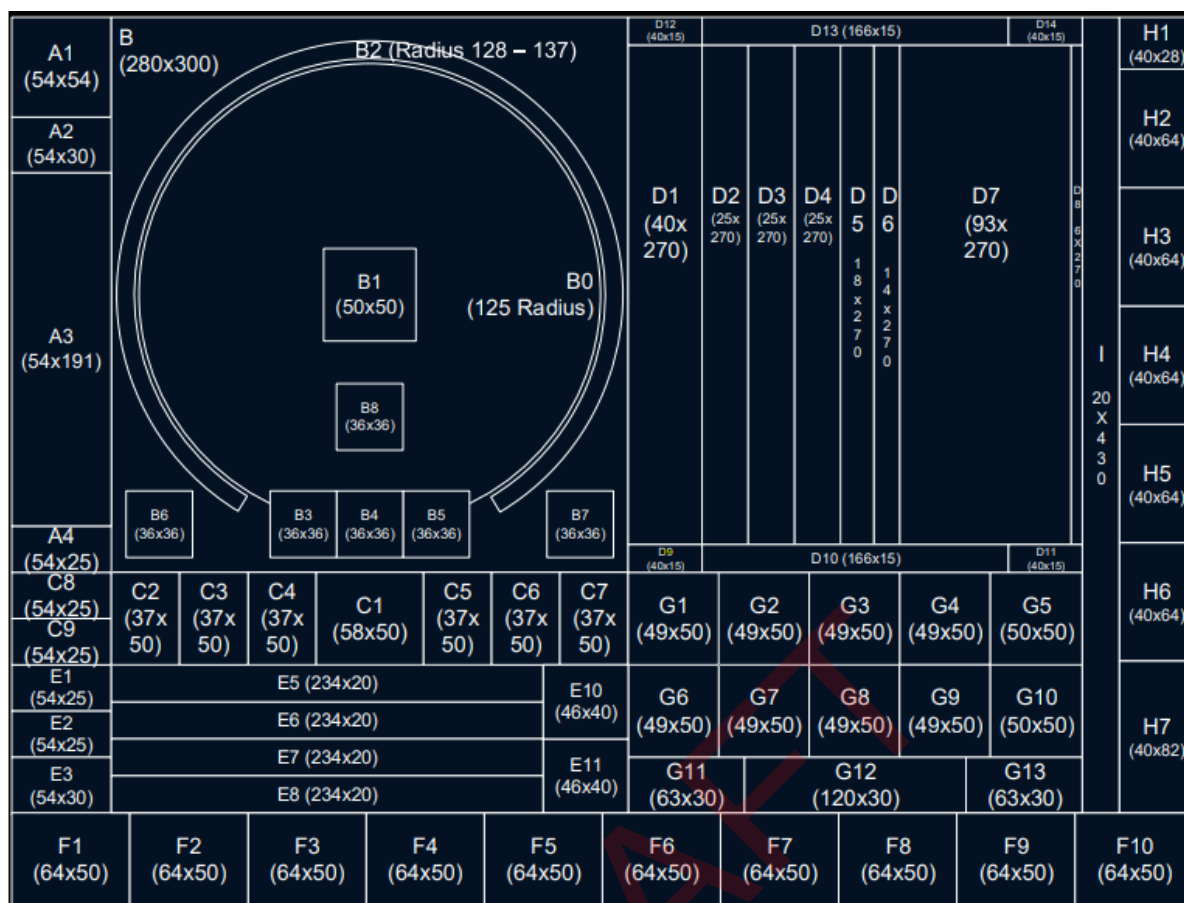 A1
(54x54)
A2
(54x30)
A3
(54x191)
A4
(54x25)
B
(280x300)
B2 (Radius 128 – 137)
B1
(50x50)
B0
(125 Radius)
B8
(36x36)
B6
(36x36)
B3
(36x36)
B4
(36x36)
B5
(36x36)
B7
(36x36)
D12
(40x15)
D13 (166x15)
D14
(40x15)
D1
(40x
270)
D2
(25x
270)
D3
(25x
270)
D4
(25x
270)
D
5
1
8
x
2
7
0
D
6
1
4
x
2
7
0
D7
(93x
270)
D
8
6
X
2
7
0
D9
(40x15)
D10 (166x15)
D11
(40x15)
I
20
X
4
3
0
H1
(40x28)
H2
(40x64)
H3
(40x64)
H4
(40x64)
H5
(40x64)
H6
(40x64)
H7
(40x82)
C8
(54x25)
C9
(54x25)
C2
(37x
50)
C3
(37x
50)
C4
(37x
50)
C1
(58x50)
C5
(37x
50)
C6
(37x
50)
C7
(37x
50)
G1
(49x50)
G2
(49x50)
G3
(49x50)
G4
(49x50)
G5
(50x50)
E1
(54x25)
E2
(54x25)
E3
(54x30)
E5 (234x20)
E6 (234x20)
E7 (234x20)
E8 (234x20)
E10
(46x40)
E11
(46x40)
G6
(49x50)
G7
(49x50)
G8
(49x50)
G9
(49x50)
G10
(50x50)
G11
(63x30)
G12
(120x30)
G13
(63x30)
F1
(64x50)
F2
(64x50)
F3
(64x50)
F4
(64x50)
F5
(64x50)
F6
(64x50)
F7
(64x50)
F8
(64x50)
F9
(64x50)
F10
(64x50)
AFT